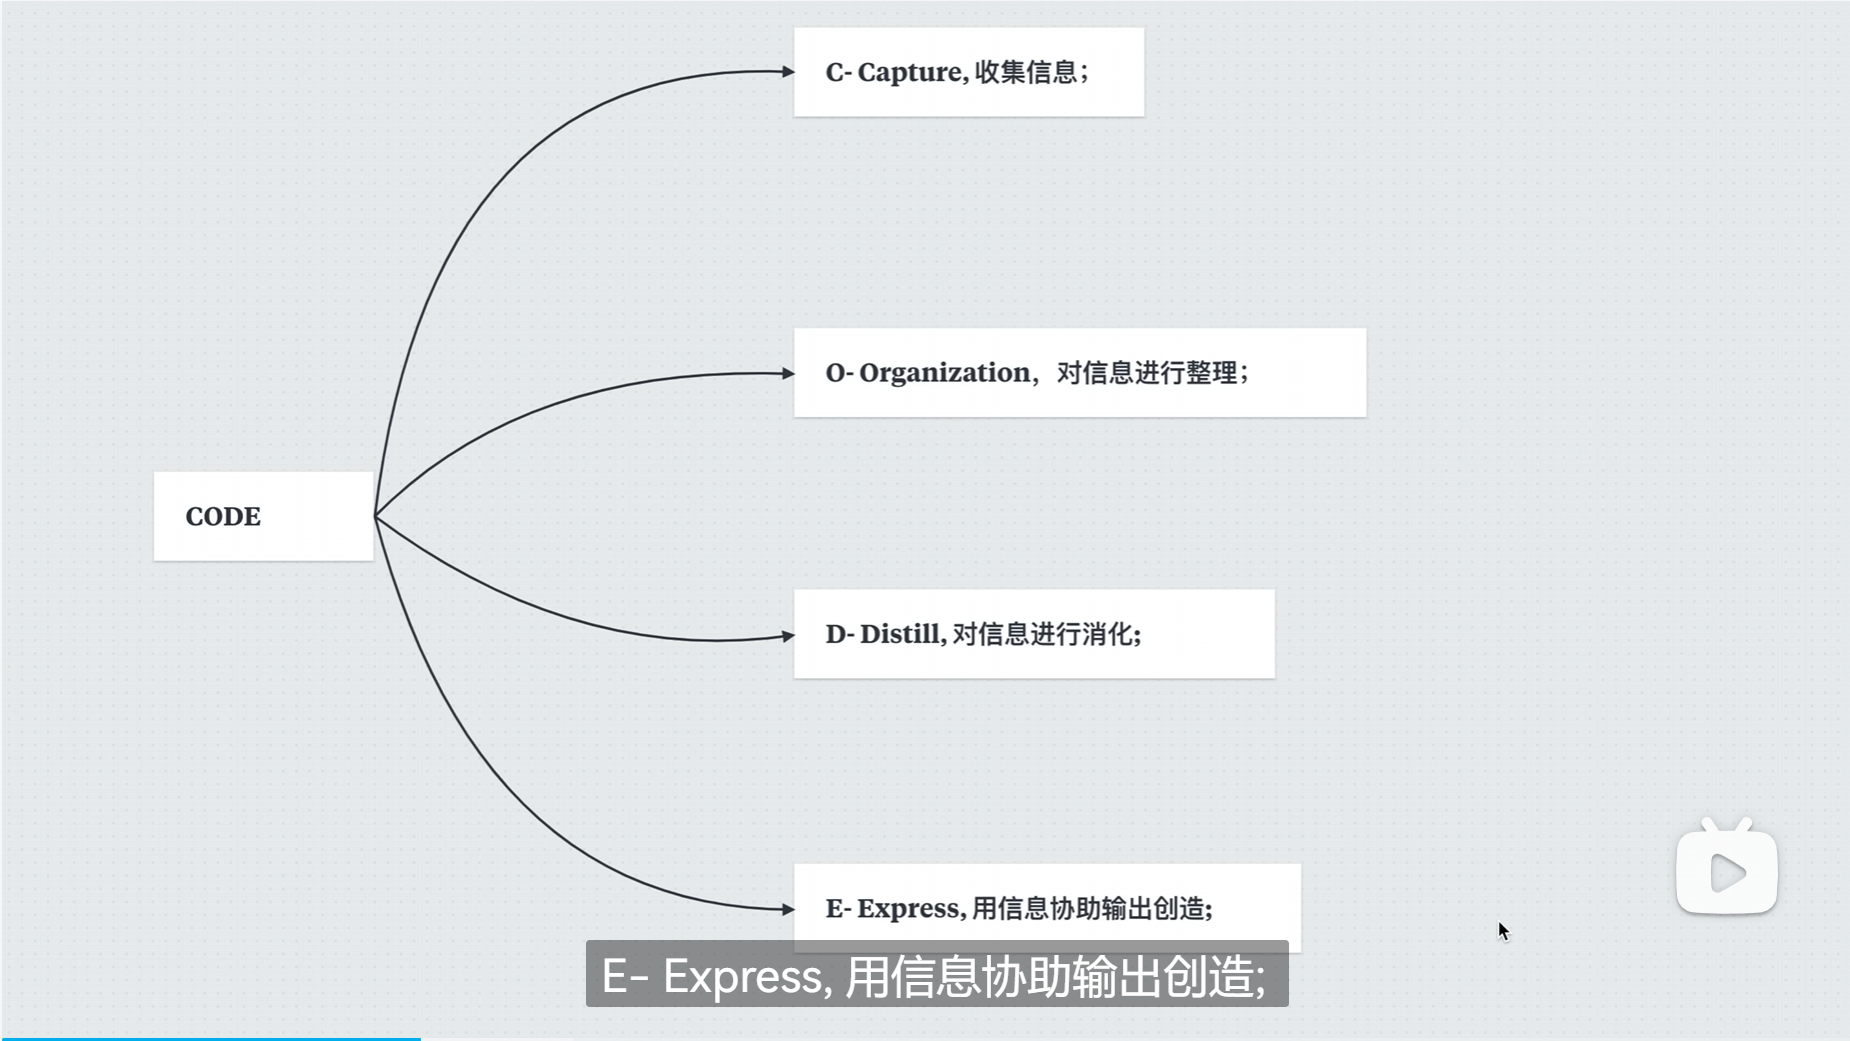 C- Capture, 收集信息；
O- Organization，对信息进行整理；
CODE
D- Distill, 对信息进行消化;
E- Express, 用信息协助输出创造;
E- Express, 用信息协助输出创造;